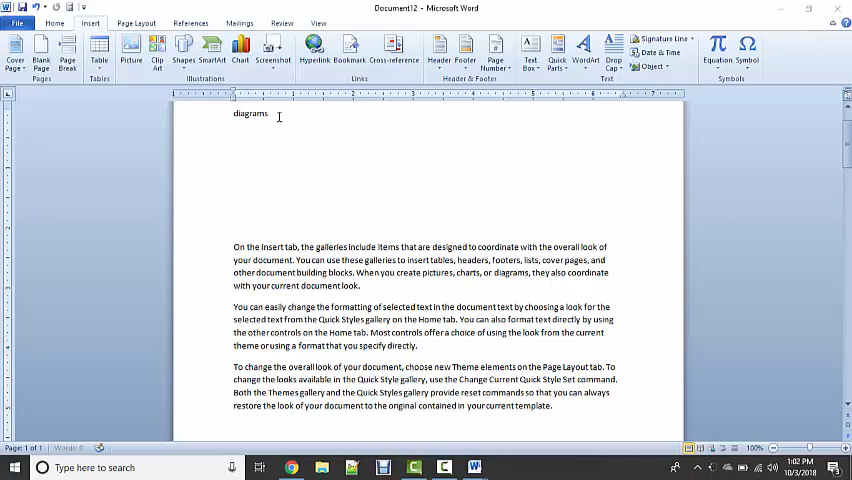 Document12 - Microsoft Word
File Home Insert Page Layout References Mailings Review View
Cover Page Blank Page Page Break Table Picture Clip Art Shapes SmartArt Chart Screenshot Hyperlink Bookmark Cross-reference Header Footer Page Number Text Box Quick Parts WordArt Drop Cap Signature Line Date & Time Object Equation Symbol
Pages Tables Illustrations Links Header & Footer Text Symbols
1 1 2 3 4 5 6 7
diagrams
On the Insert tab, the galleries include items that are designed to coordinate with the overall look of
your document. You can use these galleries to insert tables, headers, footers, lists, cover pages, and
other document building blocks. When you create pictures, charts, or diagrams, they also coordinate
with your current document look.
You can easily change the formatting of selected text in the document text by choosing a look for the
selected text from the Quick Styles gallery on the Home tab. You can also format text directly by using
the other controls on the Home tab. Most controls offer a choice of using the look from the current
theme or using a format that you specify directly.
To change the overall look of your document, choose new Theme elements on the Page Layout tab. To
change the looks available in the Quick Style gallery, use the Change Current Quick Style Set command.
Both the Themes gallery and the Quick Styles gallery provide reset commands so that you can always
restore the look of your document to the original contained in your current template.
Page: 1 of 1 Words: 0 100%
Type here to search 1:02 PM
10/3/2018